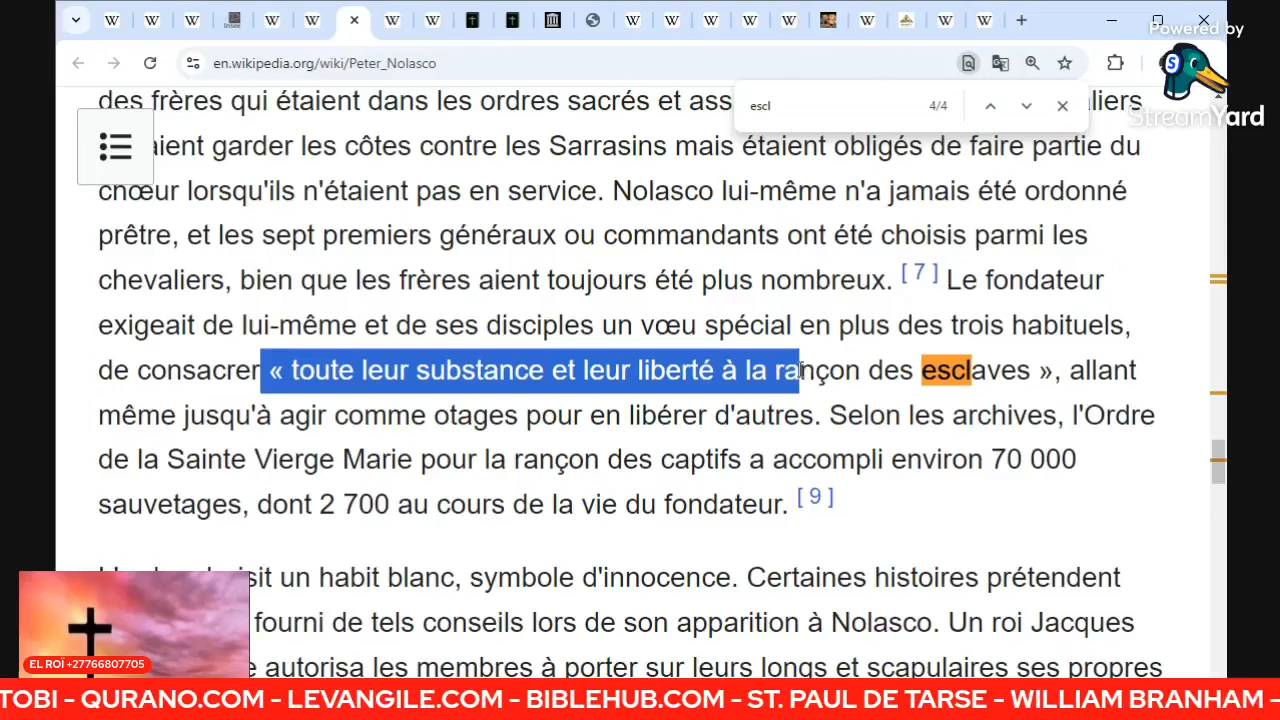 Powered by
StreamYard
en.wikipedia.org/wiki/Peter_Nolasco
escl
4/4
des frères qui étaient dans les ordres sacrés et ass
liers
aient garder les côtes contre les Sarrasins mais étaient obligés de faire partie du
chœur lorsqu'ils n'étaient pas en service. Nolasco lui-même n'a jamais été ordonné
prêtre, et les sept premiers généraux ou commandants ont été choisis parmi les
chevaliers, bien que les frères aient toujours été plus nombreux. [ 7 ] Le fondateur
exigeait de lui-même et de ses disciples un vœu spécial en plus des trois habituels,
de consacrer « toute leur substance et leur liberté à la rançon des esclaves », allant
même jusqu'à agir comme otages pour en libérer d'autres. Selon les archives, l'Ordre
de la Sainte Vierge Marie pour la rançon des captifs a accompli environ 70 000
sauvetages, dont 2 700 au cours de la vie du fondateur. [ 9 ]
sit un habit blanc, symbole d'innocence. Certaines histoires prétendent
fourni de tels conseils lors de son apparition à Nolasco. Un roi Jacques
autorisa les membres à porter sur leurs longs et scapulaires ses propres
EL ROÏ +27766807705
TOBI - QURANO.COM - LEVANGILE.COM - BIBLEHUB.COM - ST. PAUL DE TARSE - WILLIAM BRANHAM -